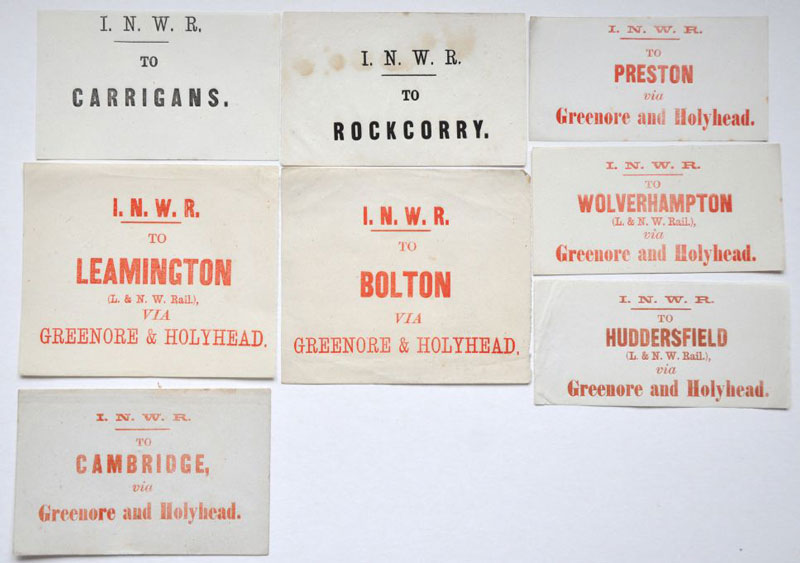 I. N. W. R.
TO
CARRIGANS.
I. N. W. R.
TO
ROCKCORRY.
I. N. W. R.
TO
PRESTON
via
Greenore and Holyhead.
I. N. W. R.
TO
LEAMINGTON
(L. & N. W. Rail.),
VIA
GREENORE & HOLYHEAD.
I. N. W. R.
TO
BOLTON
VIA
GREENORE & HOLYHEAD.
I. N. W. R.
TO
WOLVERHAMPTON
(L. & N. W. Rail.),
via
Greenore and Holyhead.
I. N. W. R.
TO
HUDDERSFIELD
(L. & N. W. Rail.),
via
Greenore and Holyhead.
I. N. W. R.
TO
CAMBRIDGE,
via
Greenore and Holyhead.